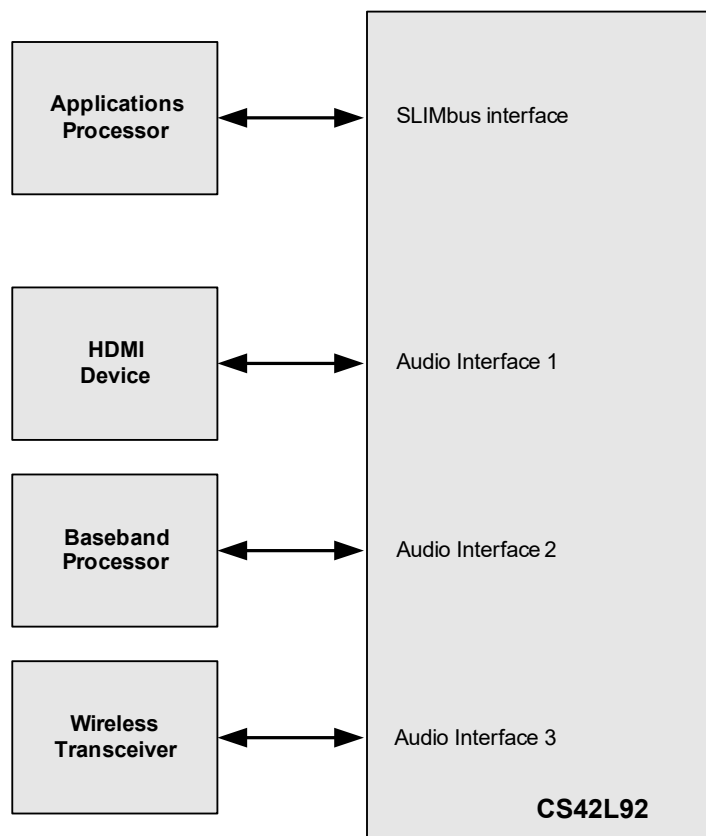 Applications
Processor
SLIMbus interface
HDMI
Device
Audio Interface 1
Baseband
Processor
Audio Interface 2
Wireless
Transceiver
Audio Interface 3
CS42L92